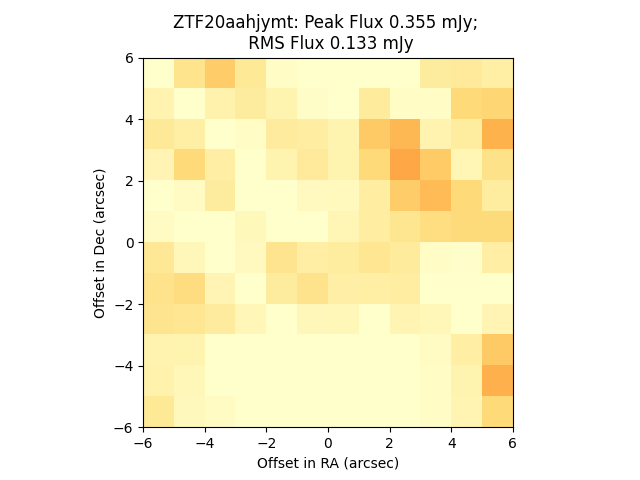 ZTF20aahjymt: Peak Flux 0.355 mJy;
RMS Flux 0.133 mJy
6
4
2
0
−2
−4
−6
Offset in Dec (arcsec)
−6 −4 −2 0 2 4 6
Offset in RA (arcsec)